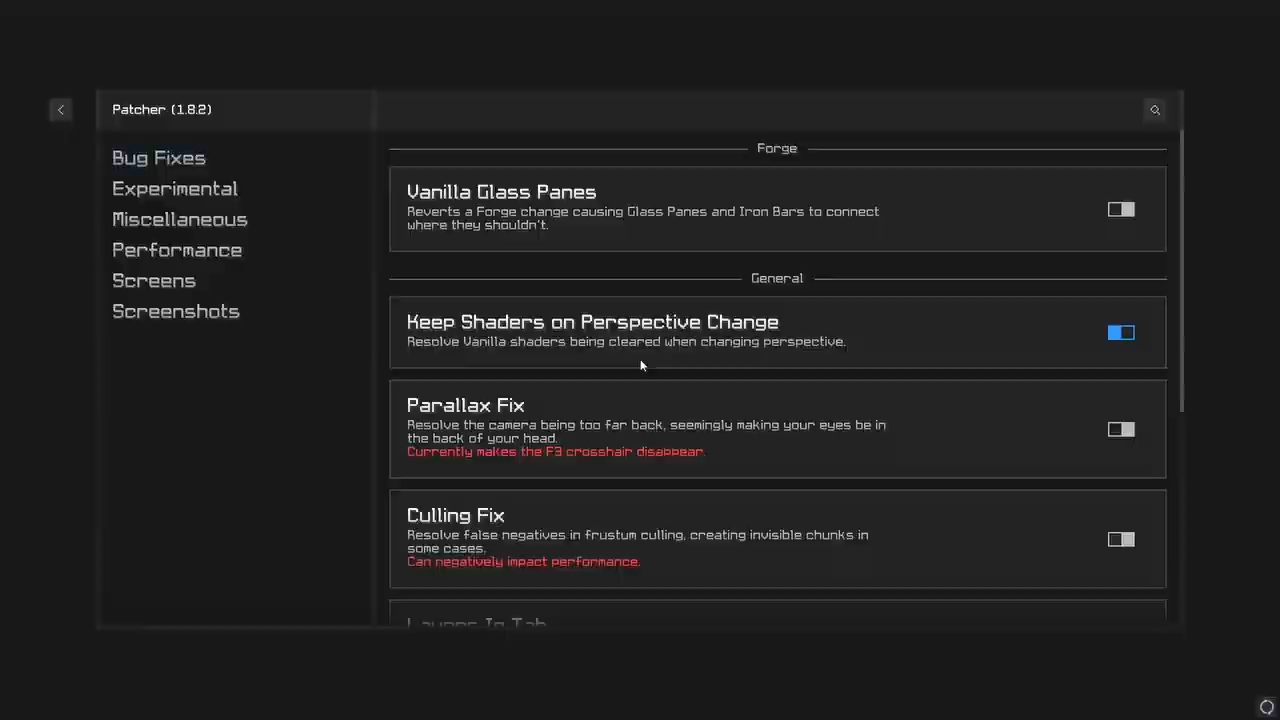 Patcher (1.8.2)
Bug Fixes
Experimental
Miscellaneous
Performance
Screens
Screenshots
Forge
Vanilla Glass Panes
Reverts a Forge change causing Glass Panes and Iron Bars to connect
where they shouldn't.
General
Keep Shaders on Perspective Change
Resolve Vanilla shaders being cleared when changing perspective.
Parallax Fix
Resolve the camera being too far back, seemingly making your eyes be in
the back of your head.
Currently makes the F3 crosshair disappear.
Culling Fix
Resolve false negatives in frustum culling, creating invisible chunks in
some cases.
Can negatively impact performance.
Layers In Tab